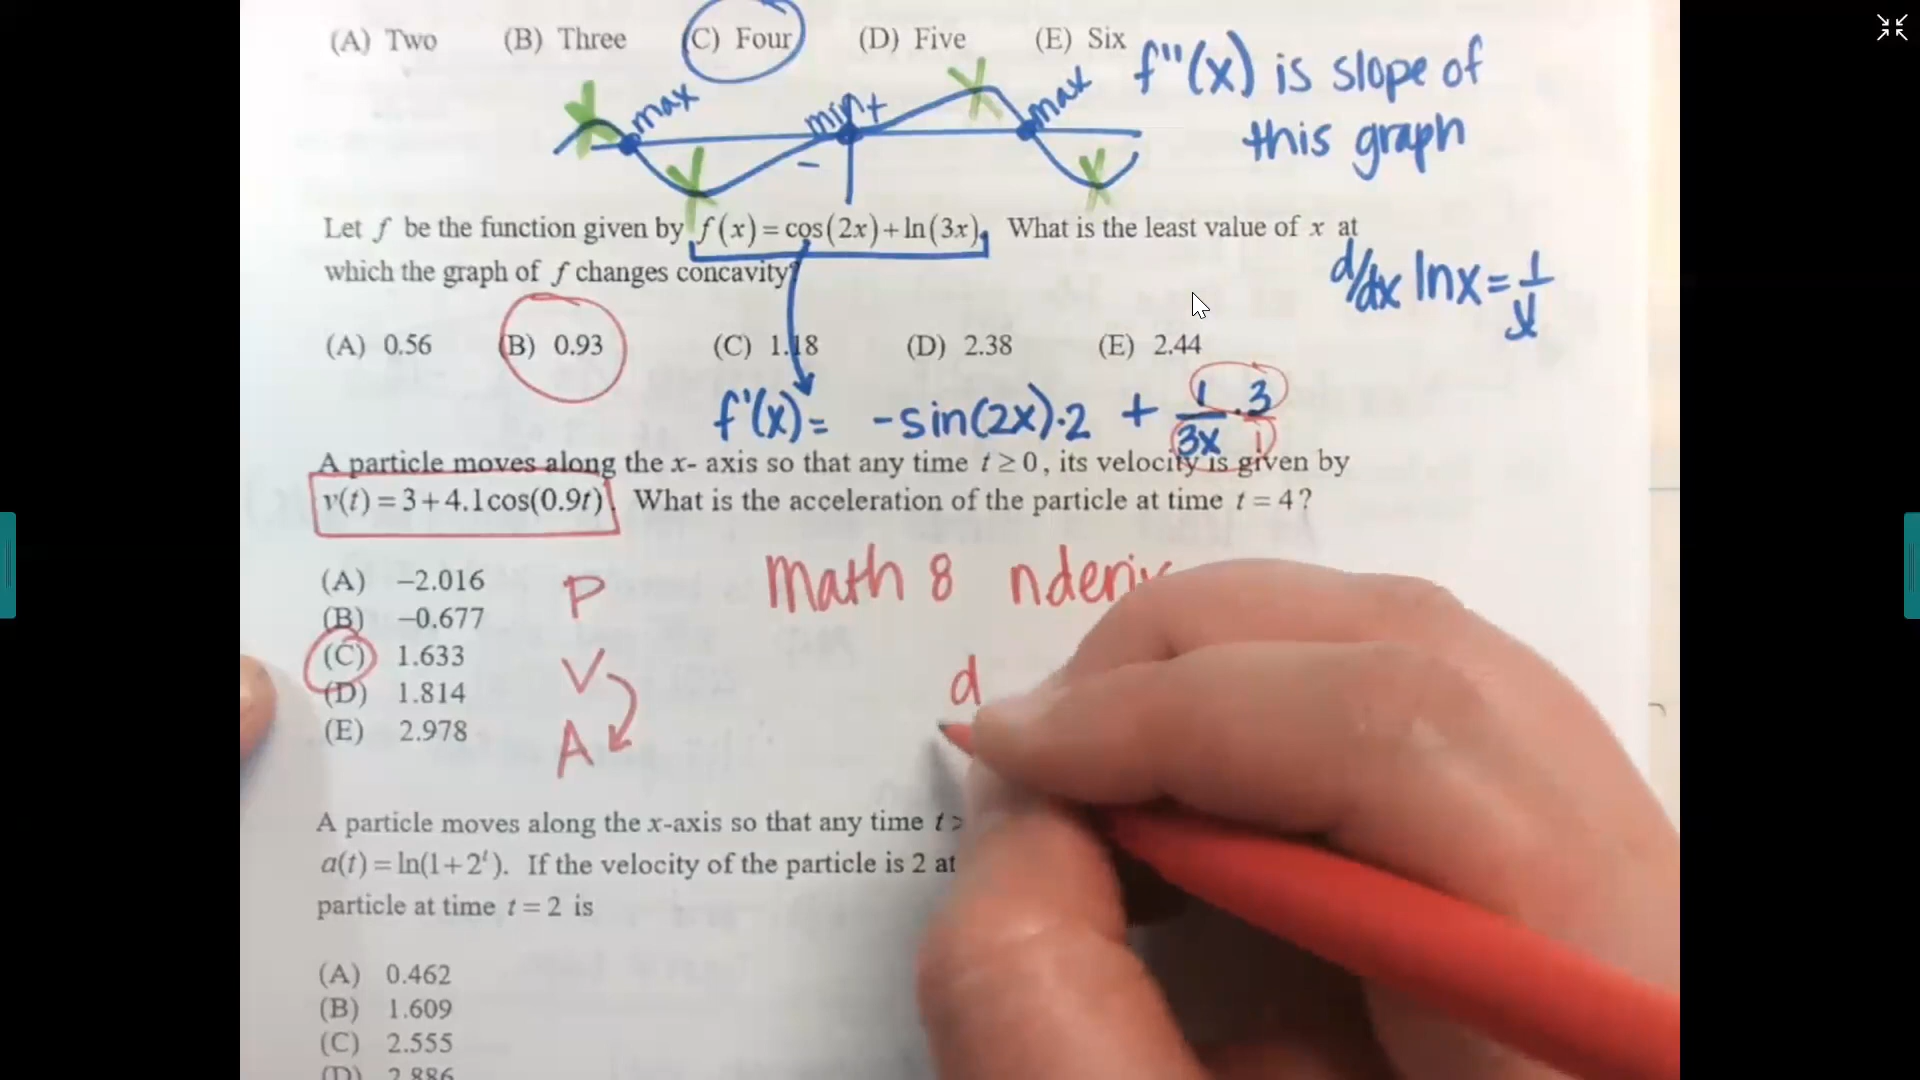 (A) Two (B) Three (C) Four (D) Five (E) Six
f''(x) is slope of
this graph
max min + max
−
Let f be the function given by f(x) = cos(2x) + ln(3x). What is the least value of x at
which the graph of f changes concavity?
d/dx lnx = 1/x
(A) 0.56 (B) 0.93 (C) 1.18 (D) 2.38 (E) 2.44
f'(x) = -sin(2x)·2 + 1/3x · 3/1
A particle moves along the x- axis so that any time t ≥ 0, its velocity is given by
v(t) = 3 + 4.1cos(0.9t). What is the acceleration of the particle at time t = 4?
Math 8
(A) −2.016
(B) −0.677
(C) 1.633
(D) 1.814
(E) 2.978
P
V
A
d
A particle moves along the x-axis so that any time t >
a(t) = ln(1 + 2^t). If the velocity of the particle is 2 at
particle at time t = 2 is
(A) 0.462
(B) 1.609
(C) 2.555
(D) 2.886